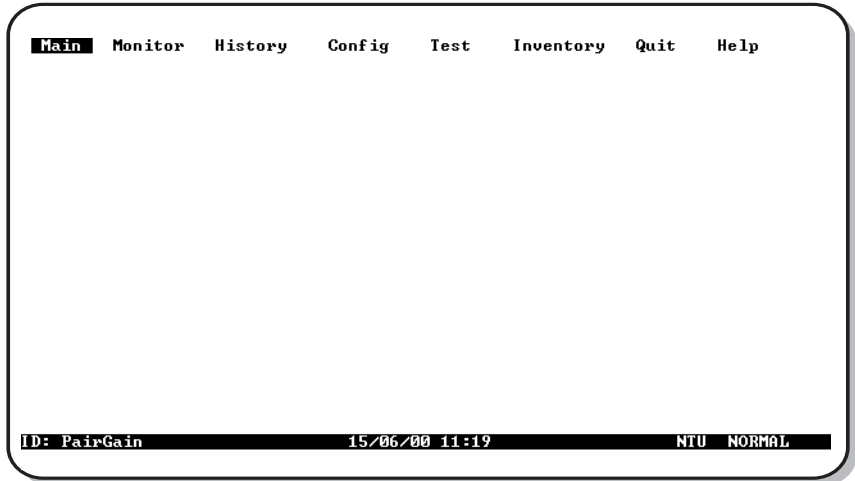 Main Monitor History Config Test Inventory Quit Help
ID: PairGain 15/06/00 11:19 NTU NORMAL